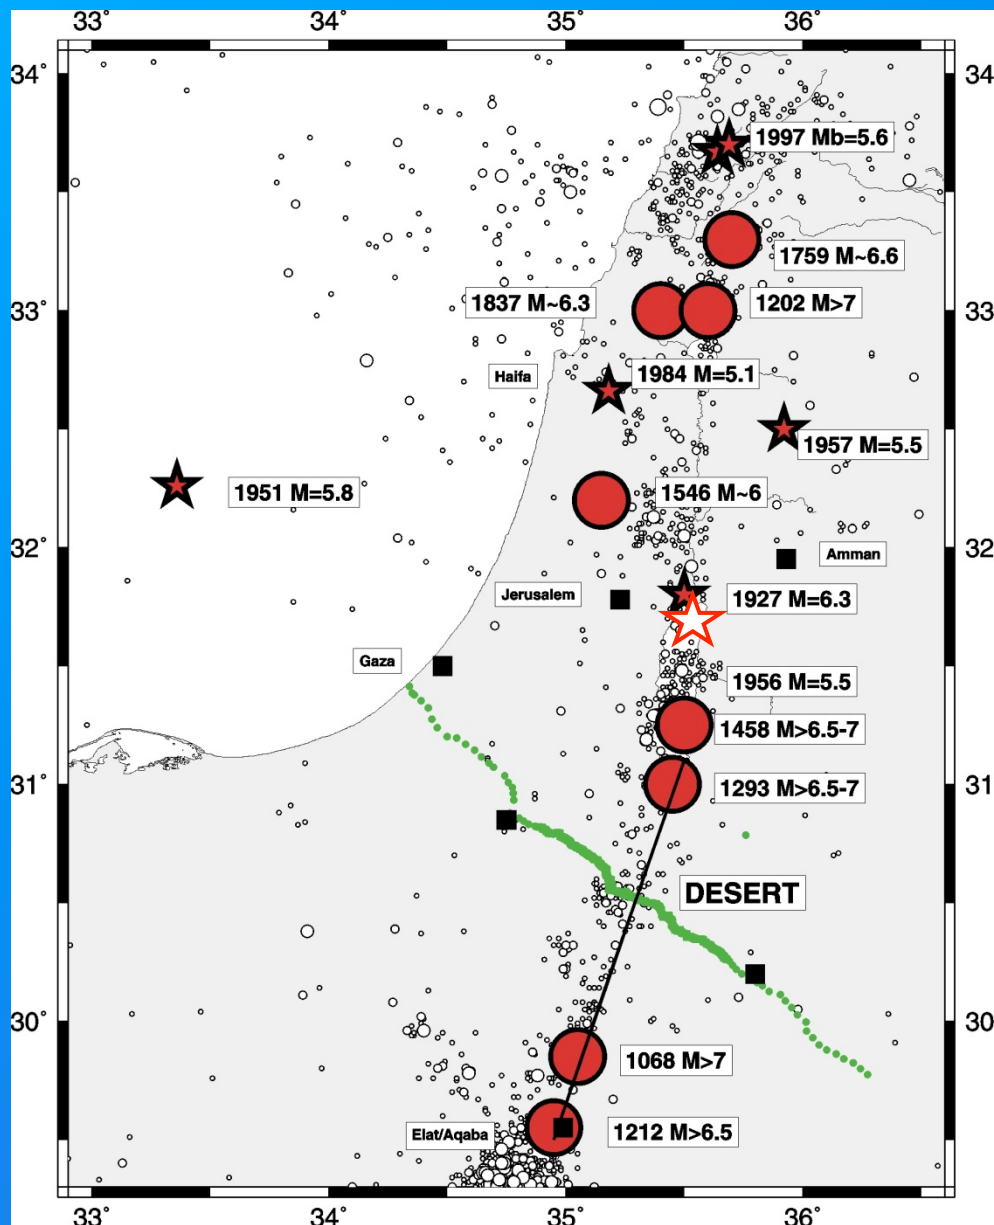 33° 34° 35° 36°
34° 34
1997 Mb=5.6
1759 M~6.6
33° 1837 M~6.3 1202 M>7 33
Haifa 1984 M=5.1
1957 M=5.5
1951 M=5.8 1546 M~6
32° Amman 32
Jerusalem 1927 M=6.3
Gaza
1956 M=5.5
1458 M>6.5-7
31° 1293 M>6.5-7 31
DESERT
30° 30
1068 M>7
Elat/Aqaba 1212 M>6.5
33° 34° 35° 36°